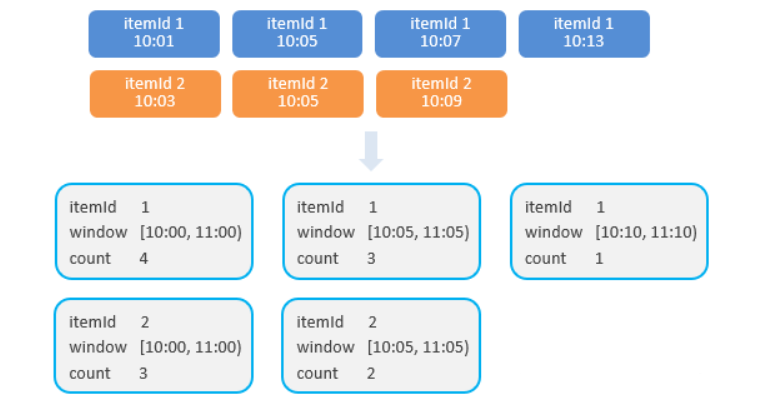 itemId 1
10:01
itemId 1
10:05
itemId 1
10:07
itemId 1
10:13
itemId 2
10:03
itemId 2
10:05
itemId 2
10:09
itemId 1
window [10:00, 11:00)
count 4
itemId 1
window [10:05, 11:05)
count 3
itemId 1
window [10:10, 11:10)
count 1
itemId 2
window [10:00, 11:00)
count 3
itemId 2
window [10:05, 11:05)
count 2